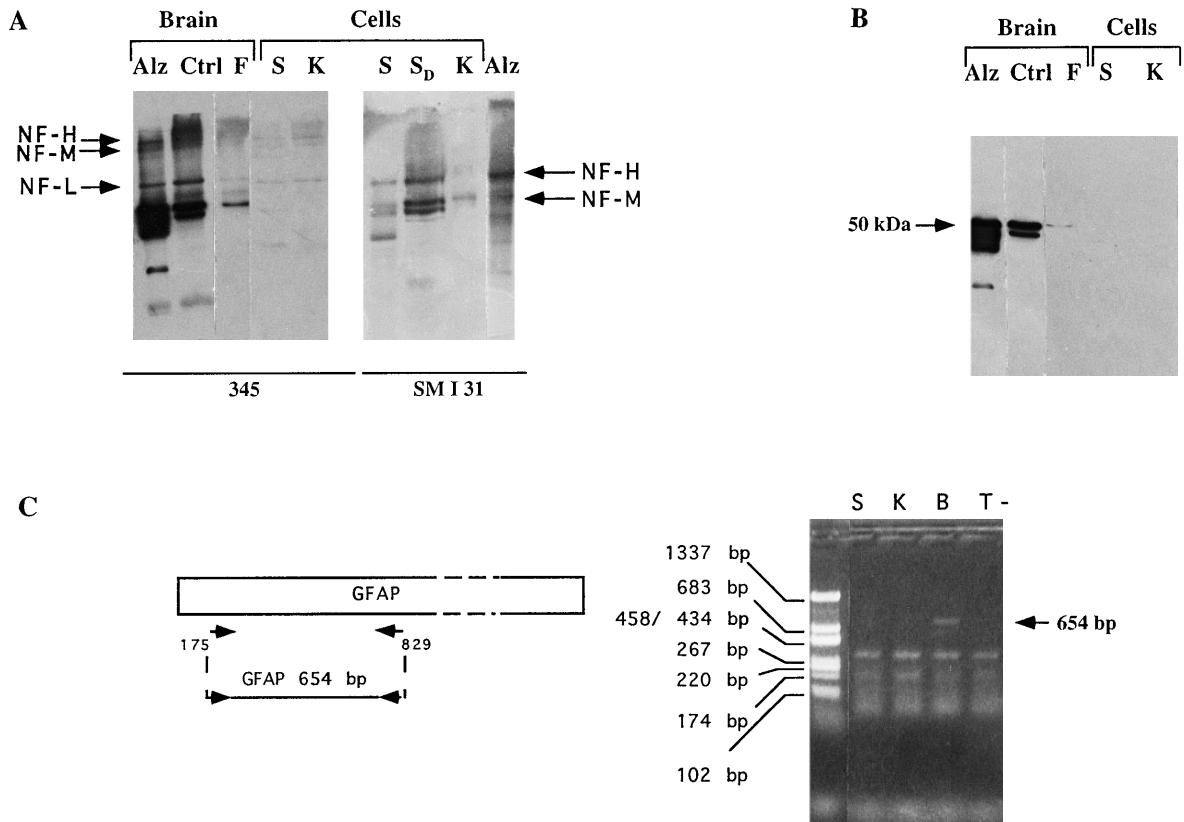 A
Brain Cells
Alz Ctrl F S K S S_D K Alz
NF-H
NF-M
NF-L
NF-H
NF-M
345 SM I 31
B
Brain Cells
Alz Ctrl F S K
50 kDa
C
GFAP
175 829
GFAP 654 bp
S K B T -
1337 bp
683 bp
458/ 434 bp
267 bp
220 bp
174 bp
102 bp
654 bp